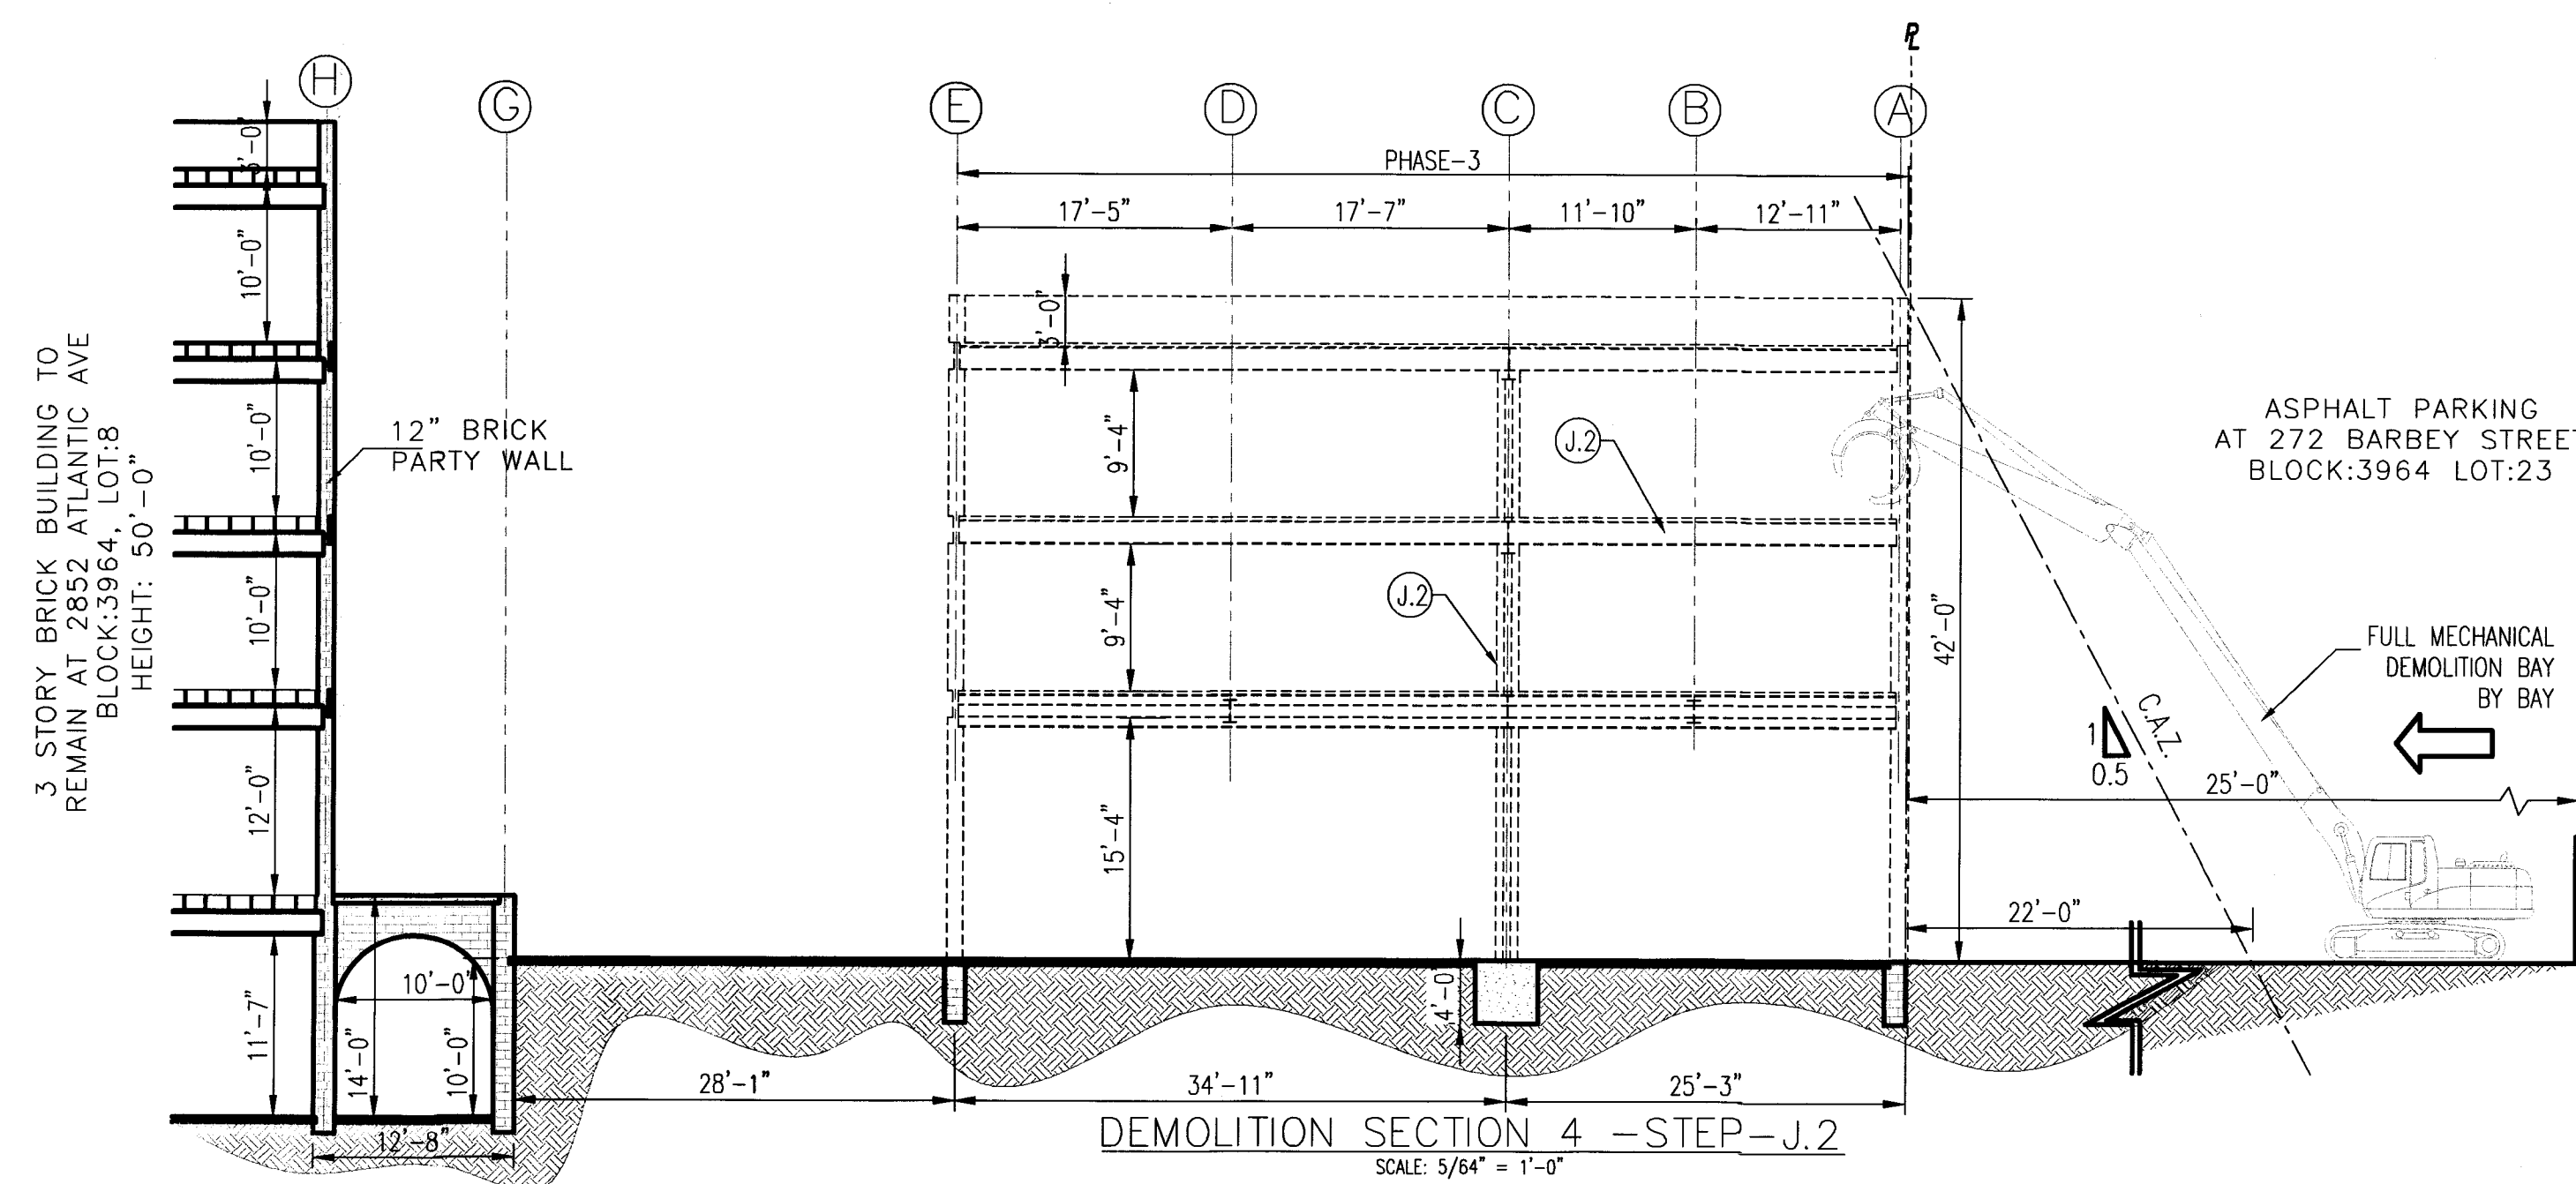 H
G
E
D
C
B
A
PL
PHASE-3
17'-5"
17'-7"
11'-10"
12'-11"
3'-0"
10'-0"
10'-0"
10'-0"
12'-0"
11'-7"
3 STORY BRICK BUILDING TO
REMAIN AT 2852 ATLANTIC AVE
BLOCK:3964, LOT:8
HEIGHT: 50'-0"
12" BRICK
PARTY WALL
3'-0"
9'-4"
9'-4"
15'-4"
J.2
J.2
42'-0"
ASPHALT PARKING
AT 272 BARBEY STREET
BLOCK:3964 LOT:23
FULL MECHANICAL
DEMOLITION BAY
BY BAY
C.A.Z.
1
0.5
25'-0"
22'-0"
10'-0"
14'-0"
10'-0"
12'-8"
4'-0
28'-1"
34'-11"
25'-3"
DEMOLITION SECTION 4 -STEP-J.2
SCALE: 5/64" = 1'-0"